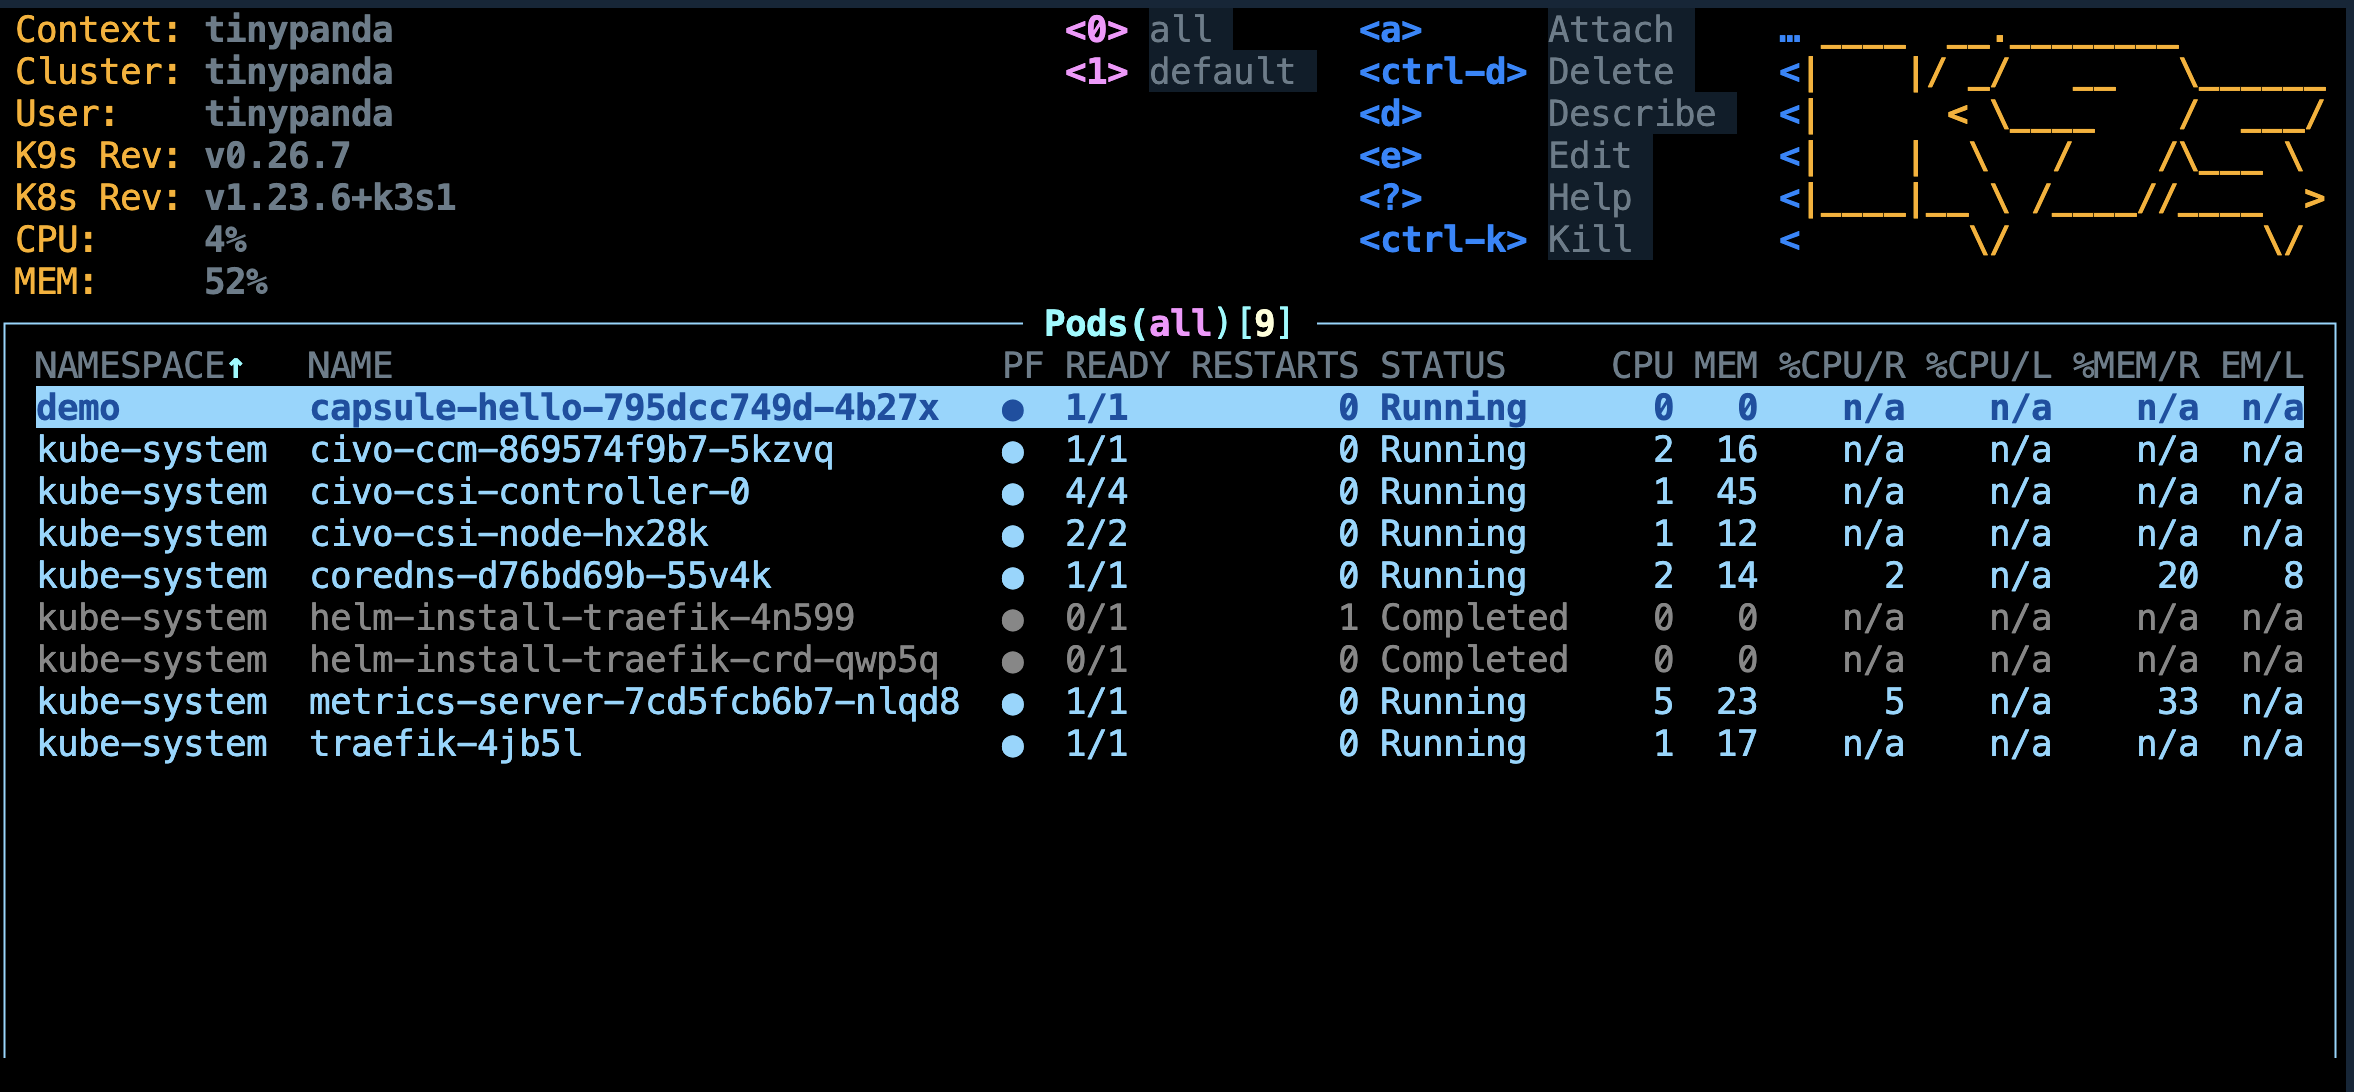 Context: tinypanda <0> all <a> Attach …
Cluster: tinypanda <1> default <ctrl-d> Delete <
User: tinypanda <d> Describe <
K9s Rev: v0.26.7 <e> Edit <
K8s Rev: v1.23.6+k3s1 <?> Help <
CPU: 4% <ctrl-k> Kill <
MEM: 52%
Pods(all)[9]
NAMESPACE↑ NAME PF READY RESTARTS STATUS CPU MEM %CPU/R %CPU/L %MEM/R EM/L
demo capsule-hello-795dcc749d-4b27x ● 1/1 0 Running 0 0 n/a n/a n/a n/a
kube-system civo-ccm-869574f9b7-5kzvq ● 1/1 0 Running 2 16 n/a n/a n/a n/a
kube-system civo-csi-controller-0 ● 4/4 0 Running 1 45 n/a n/a n/a n/a
kube-system civo-csi-node-hx28k ● 2/2 0 Running 1 12 n/a n/a n/a n/a
kube-system coredns-d76bd69b-55v4k ● 1/1 0 Running 2 14 2 n/a 20 8
kube-system helm-install-traefik-4n599 ● 0/1 1 Completed 0 0 n/a n/a n/a n/a
kube-system helm-install-traefik-crd-qwp5q ● 0/1 0 Completed 0 0 n/a n/a n/a n/a
kube-system metrics-server-7cd5fcb6b7-nlqd8 ● 1/1 0 Running 5 23 5 n/a 33 n/a
kube-system traefik-4jb5l ● 1/1 0 Running 1 17 n/a n/a n/a n/a